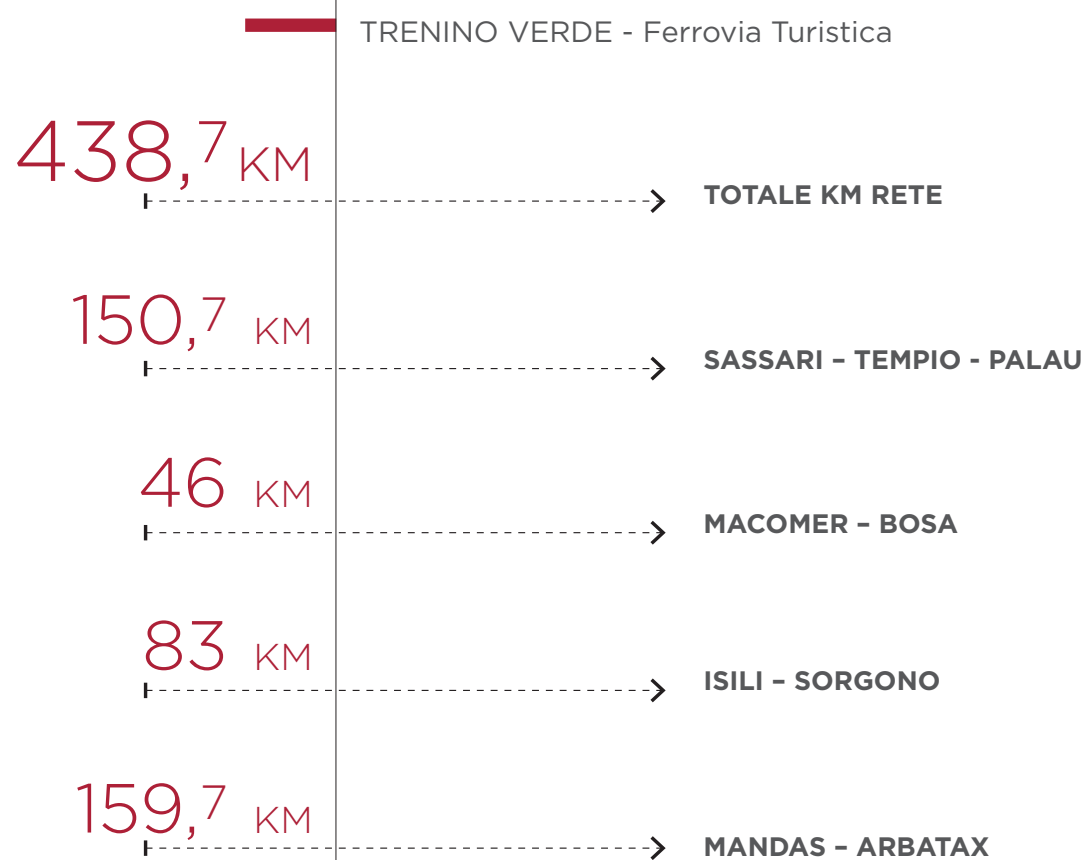 TRENINO VERDE - Ferrovia Turistica
438,7 KM
TOTALE KM RETE
150,7 KM
SASSARI – TEMPIO - PALAU
46 KM
MACOMER – BOSA
83 KM
ISILI – SORGONO
159,7 KM
MANDAS – ARBATAX